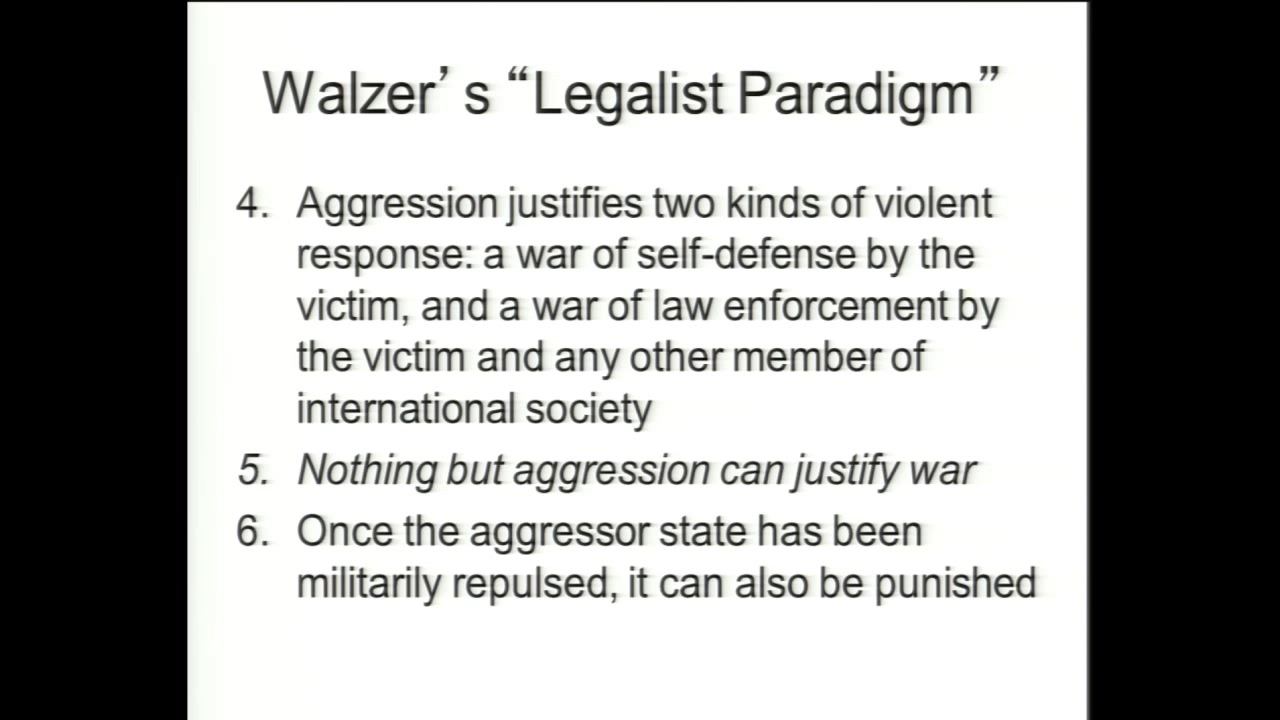 Walzer’s “Legalist Paradigm”
4. Aggression justifies two kinds of violent
response: a war of self-defense by the
victim, and a war of law enforcement by
the victim and any other member of
international society
5. Nothing but aggression can justify war
6. Once the aggressor state has been
militarily repulsed, it can also be punished